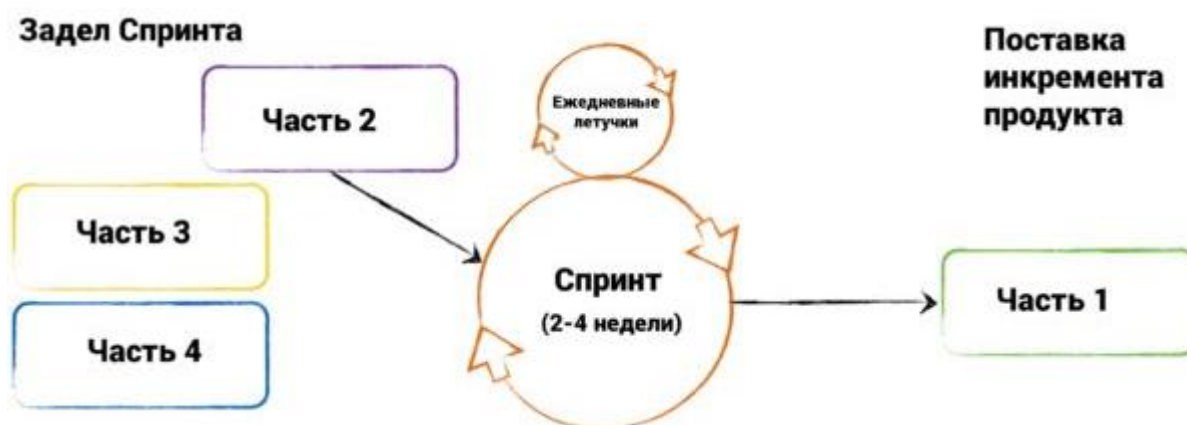 Задел Спринта
Часть 2
Часть 3
Часть 4
Ежедневные
летучки
Спринт
(2-4 недели)
Поставка
инкремента
продукта
Часть 1